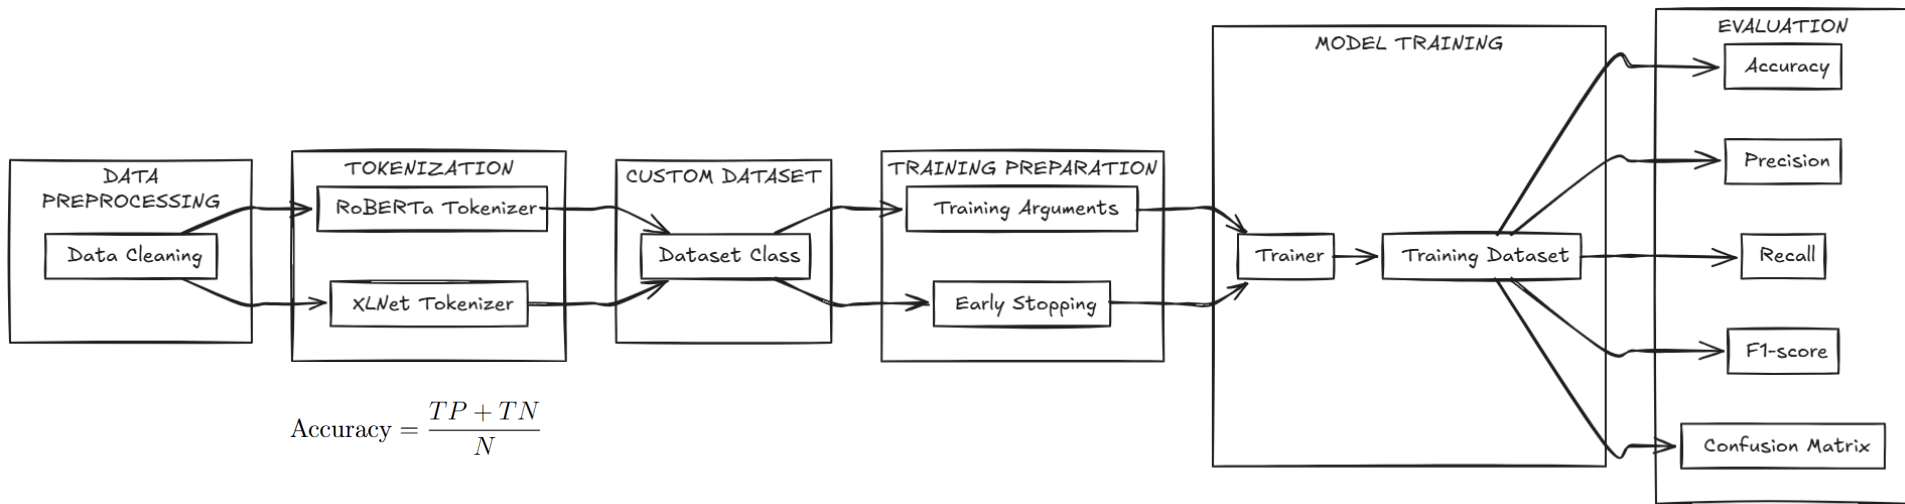 DATA
PREPROCESSING
Data Cleaning
TOKENIZATION
RoBERTa Tokenizer
XLNet Tokenizer
CUSTOM DATASET
Dataset Class
TRAINING PREPARATION
Training Arguments
Early Stopping
MODEL TRAINING
Trainer
Training Dataset
EVALUATION
Accuracy
Precision
Recall
F1-score
Confusion Matrix
Accuracy = \frac{TP + TN}{N}